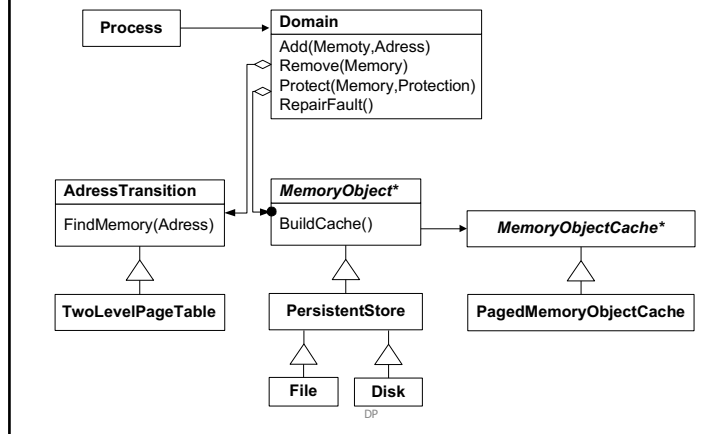 Process
Domain
Add(Memoty,Adress)
Remove(Memory)
Protect(Memory,Protection)
RepairFault()
AdressTransition
FindMemory(Adress)
MemoryObject*
BuildCache()
MemoryObjectCache*
TwoLevelPageTable
PersistentStore
PagedMemoryObjectCache
File
Disk
DP